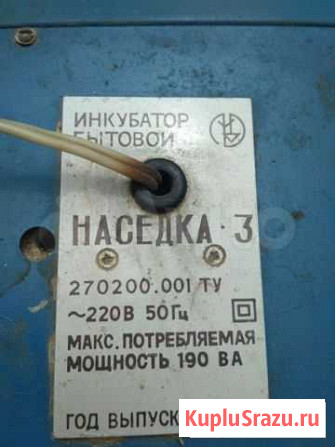 ИНКУБАТОР
БЫТОВОЙ
НАСЕДКА·3
270200.001 ТУ
~220В 50Гц
МАКС. ПОТРЕБЛЯЕМАЯ
МОЩНОСТЬ 190 ВА
ГОД ВЫПУСК
KupluSrazu.ru